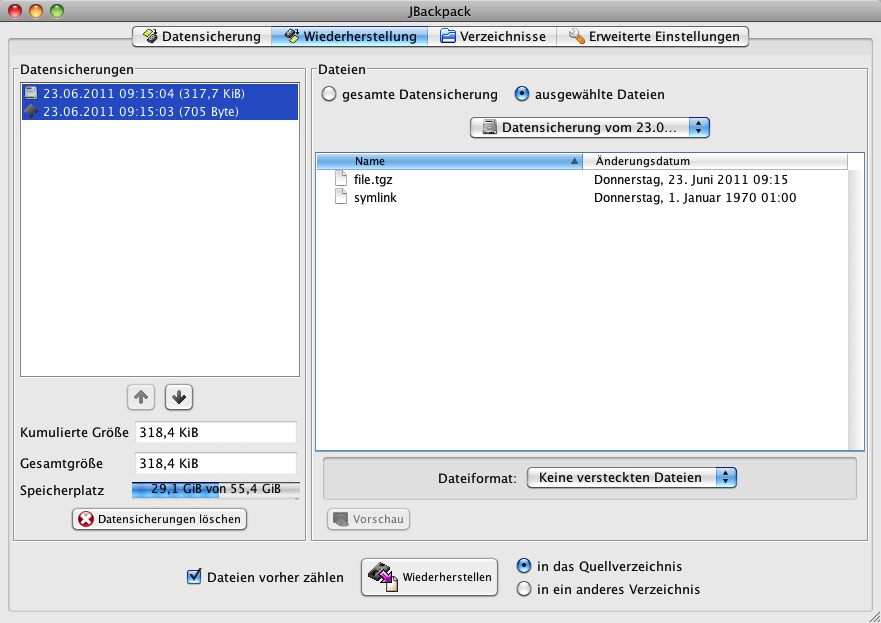 JBackpack
Datensicherung Wiederherstellung Verzeichnisse Erweiterte Einstellungen
Datensicherungen
23.06.2011 09:15:04 (317,7 KiB)
23.06.2011 09:15:03 (705 Byte)
Kumulierte Größe 318,4 KiB
Gesamtgröße 318,4 KiB
Speicherplatz 29,1 GiB von 55,4 GiB
Datensicherungen löschen
Dateien
gesamte Datensicherung ausgewählte Dateien
Datensicherung vom 23.0...
Name Änderungsdatum
file.tgz Donnerstag, 23. Juni 2011 09:15
symlink Donnerstag, 1. Januar 1970 01:00
Dateiformat: Keine versteckten Dateien
Vorschau
Dateien vorher zählen
Wiederherstellen
in das Quellverzeichnis
in ein anderes Verzeichnis